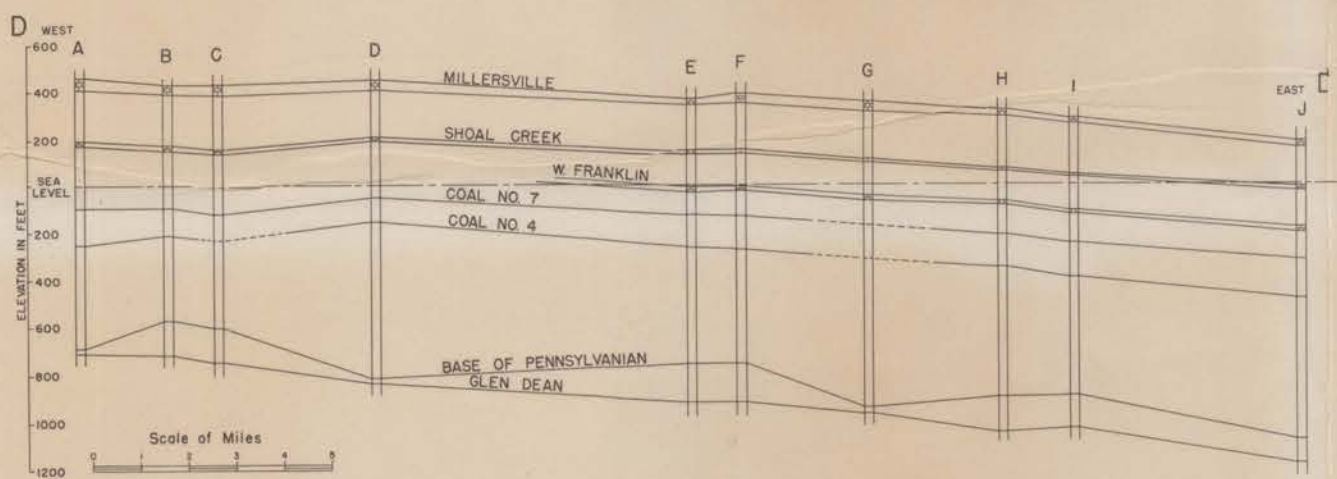 D WEST
600
A B C D E F G H I
EAST
J
MILLERSVILLE
400
SHOAL CREEK
200
W. FRANKLIN
SEA
LEVEL
COAL NO. 7
COAL NO. 4
200
400
ELEVATION IN FEET
600
BASE OF PENNSYLVANIAN
GLEN DEAN
800
1000
1200
Scale of Miles
0 1 2 3 4 5